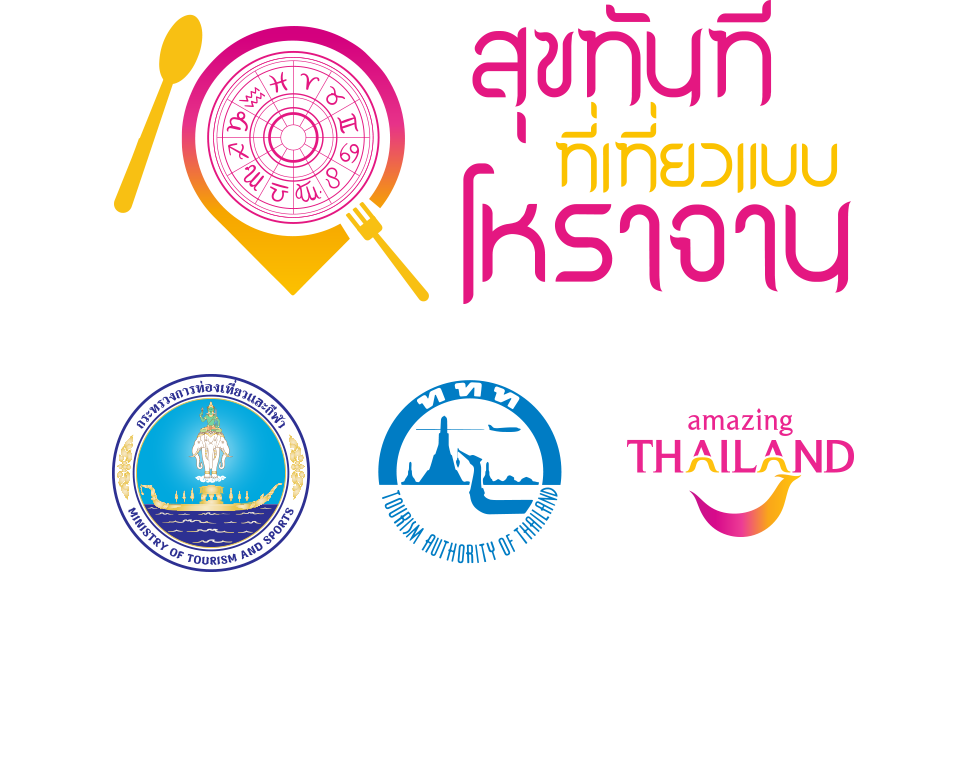 สุขทันที
ที่เที่ยวแบบ
โหราจาน
กระทรวงการท่องเที่ยวและกีฬา
MINISTRY OF TOURISM AND SPORTS
ททท
TOURISM AUTHORITY OF THAILAND
amazing
THAILAND